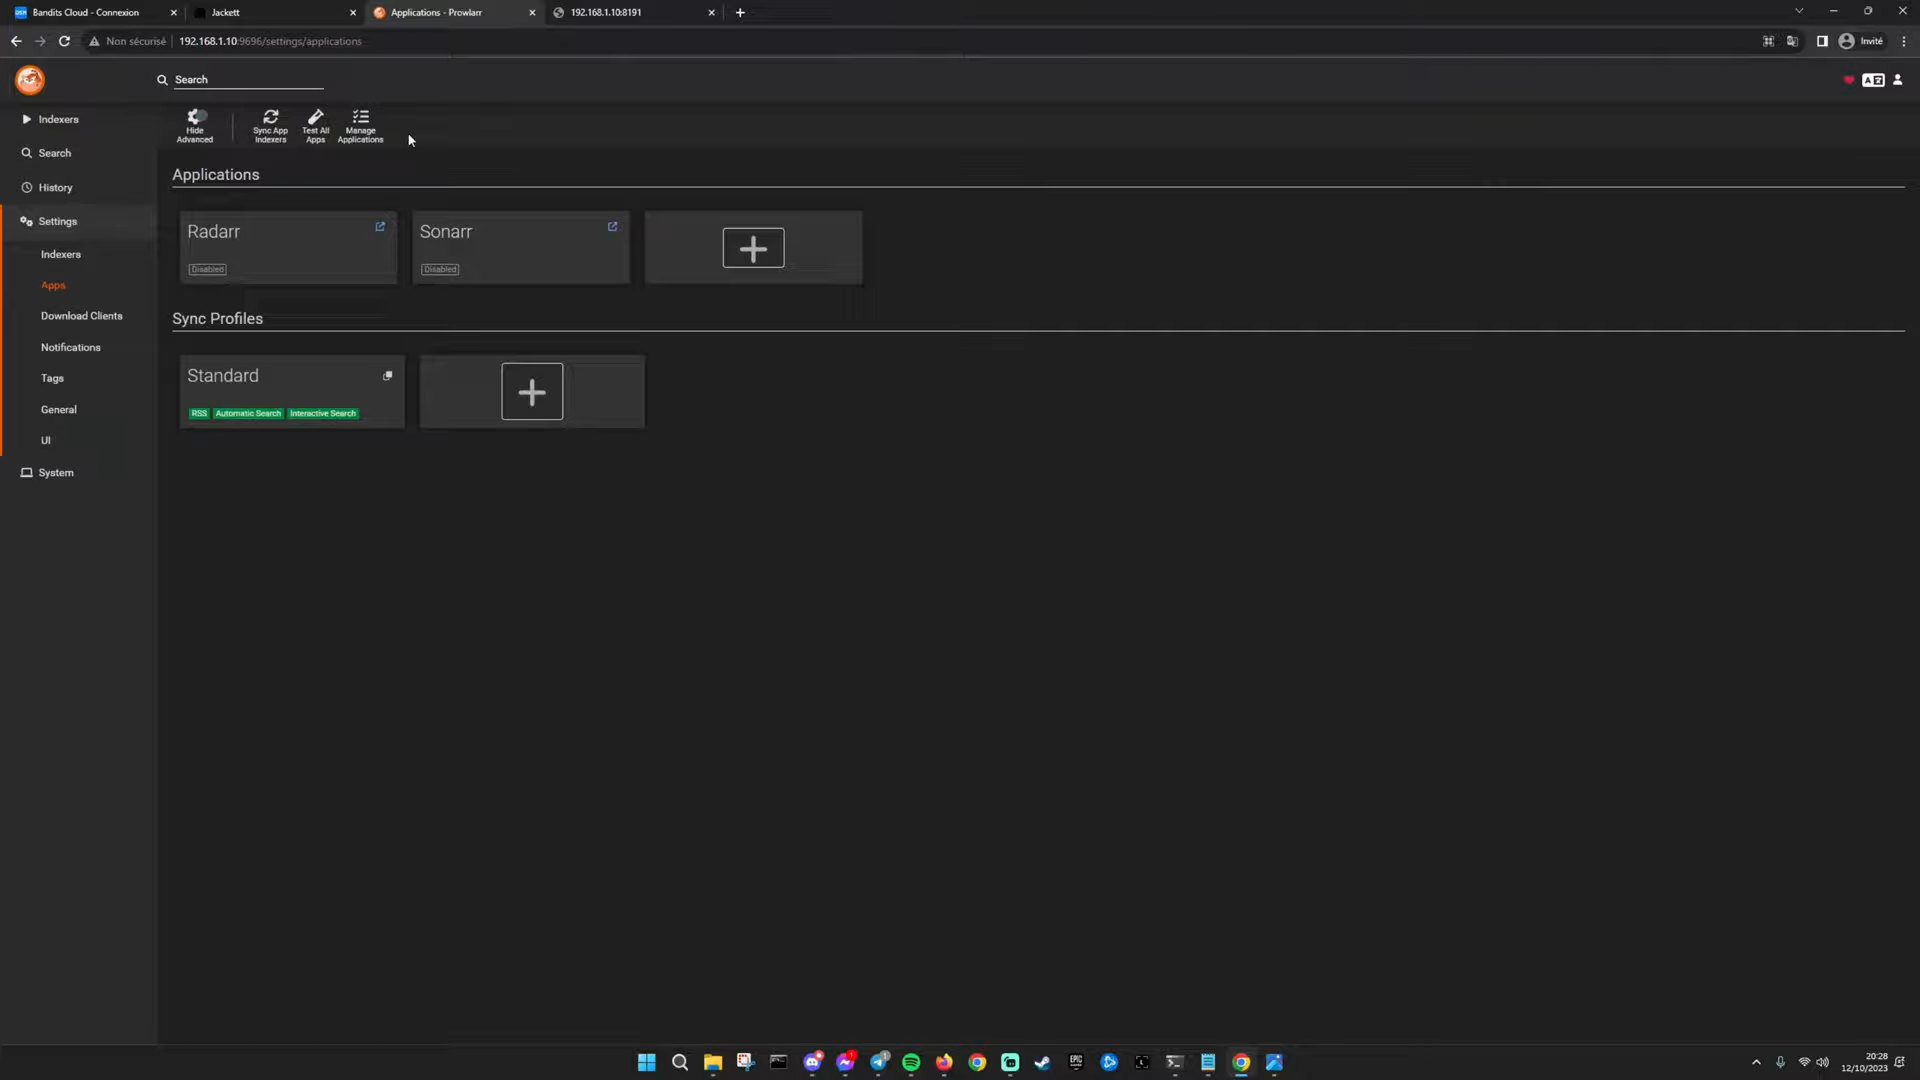 Bandits Cloud - Connexion
Jackett
Applications - Prowlarr
192.168.1.10:8191
Non sécurisé
192.168.1.10:9696/settings/applications
Invité
Search
Indexers
Search
History
Settings
Indexers
Apps
Download Clients
Notifications
Tags
General
UI
System
Hide
Advanced
Sync App
Indexers
Test All
Apps
Manage
Applications
Applications
Radarr
Disabled
Sonarr
Disabled
Sync Profiles
Standard
RSS
Automatic Search
Interactive Search
20:28
12/10/2023